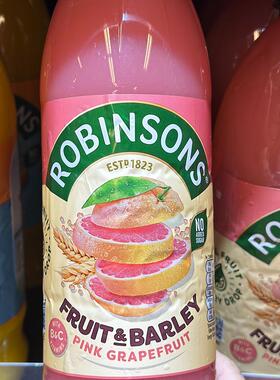 ROBINSONS
ESTD 1823
NO
ADDED
SUGAR
FRUIT & BARLEY
PINK GRAPEFRUIT
B&C